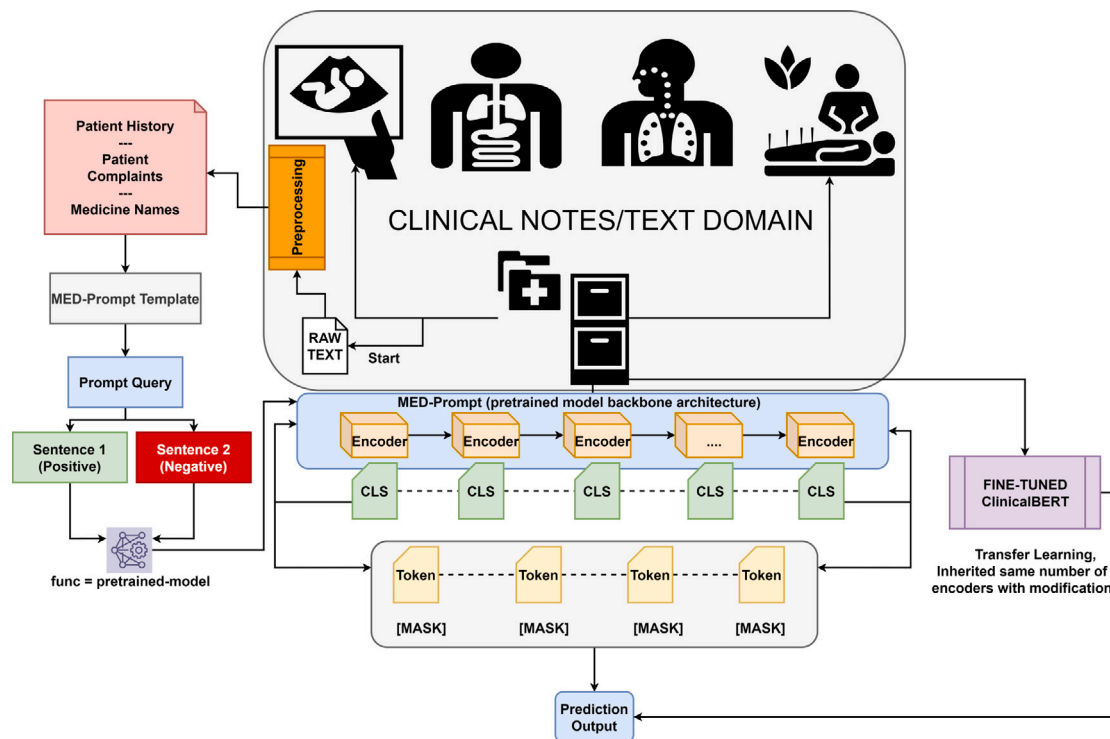 Patient History
---
Patient
Complaints
---
Medicine Names
Preprocessing
CLINICAL NOTES/TEXT DOMAIN
RAW
TEXT
Start
MED-Prompt Template
Prompt Query
Sentence 1
(Positive)
Sentence 2
(Negative)
func = pretrained-model
MED-Prompt (pretrained model backbone architecture)
Encoder
Encoder
Encoder
....
Encoder
CLS
CLS
CLS
CLS
CLS
FINE-TUNED
ClinicalBERT
Transfer Learning,
Inherited same number of
encoders with modification
Token
Token
Token
Token
[MASK]
[MASK]
[MASK]
[MASK]
Prediction
Output